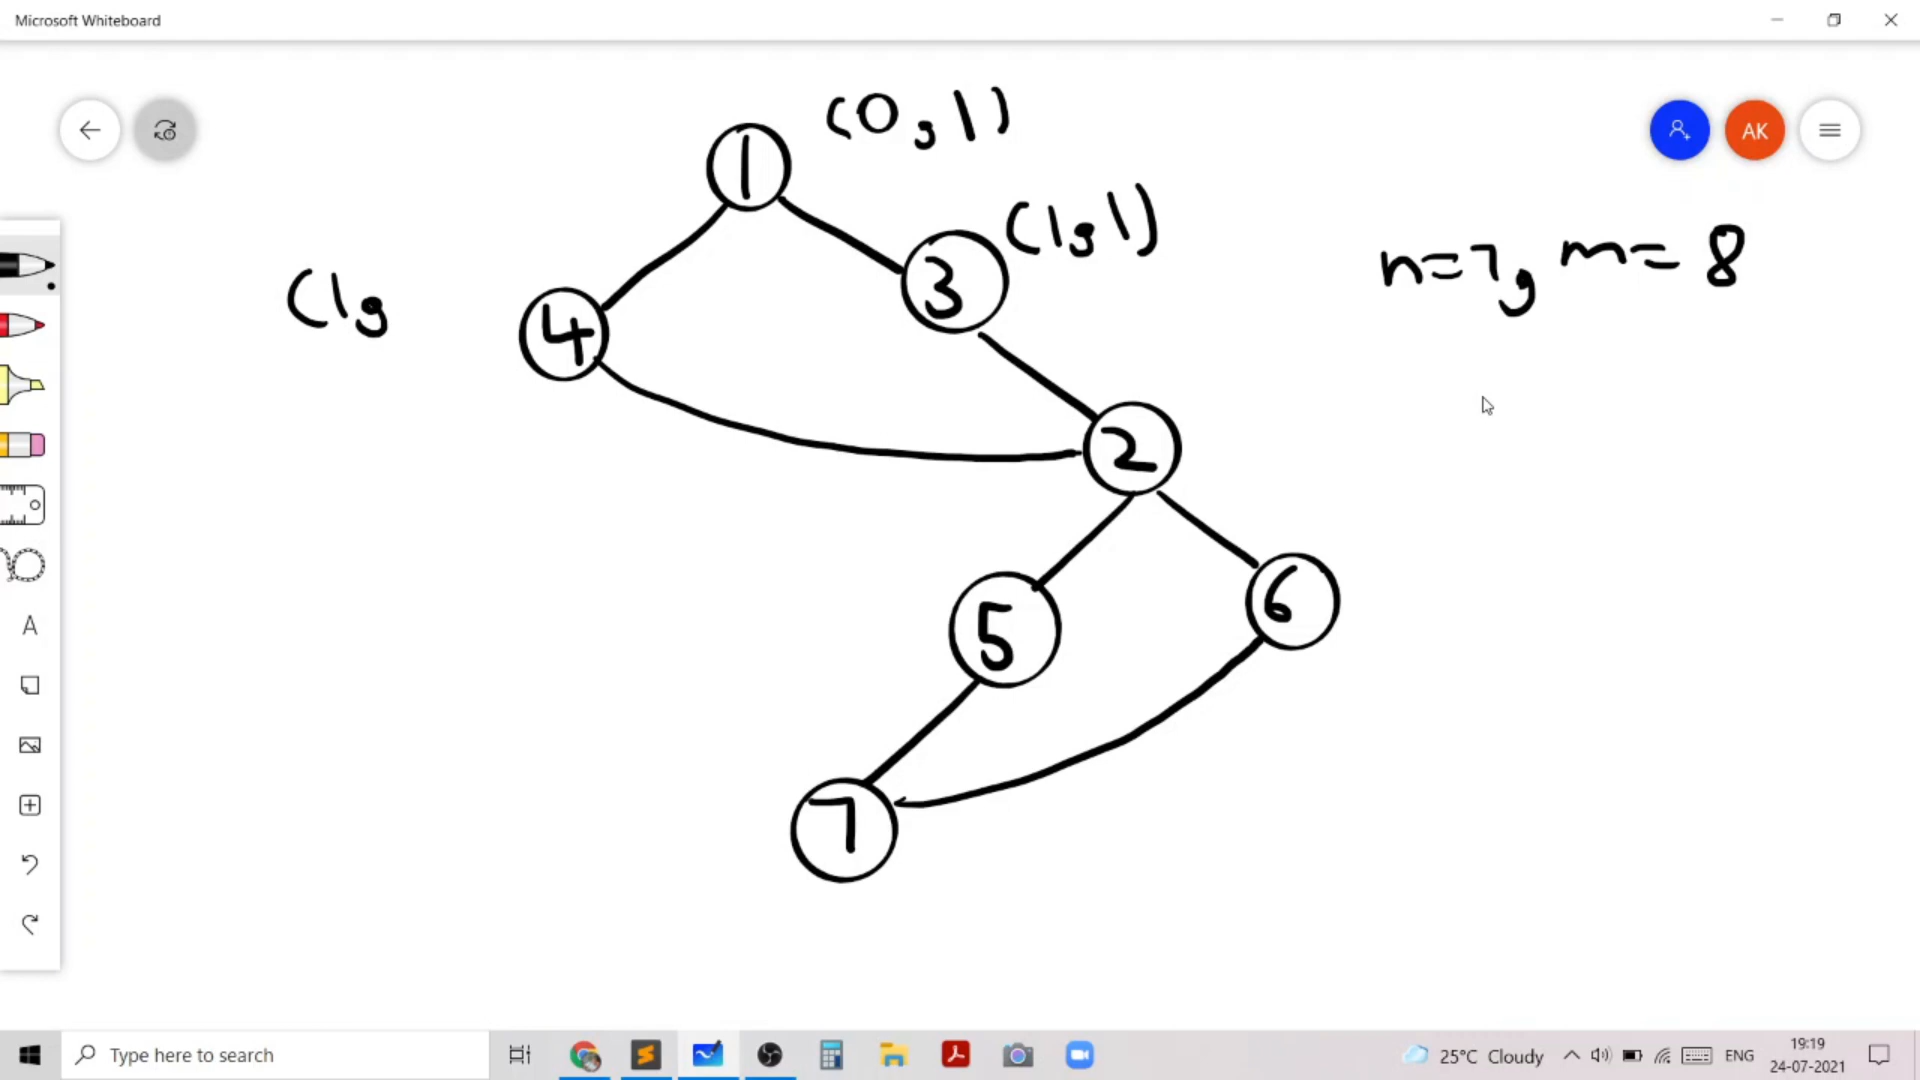 Microsoft Whiteboard
(0,1)
1
AK
(1,1)
3
n=7, m=8
(1,
4
2
5
6
7
A
Type here to search
25°C Cloudy
ENG
19:19
24-07-2021